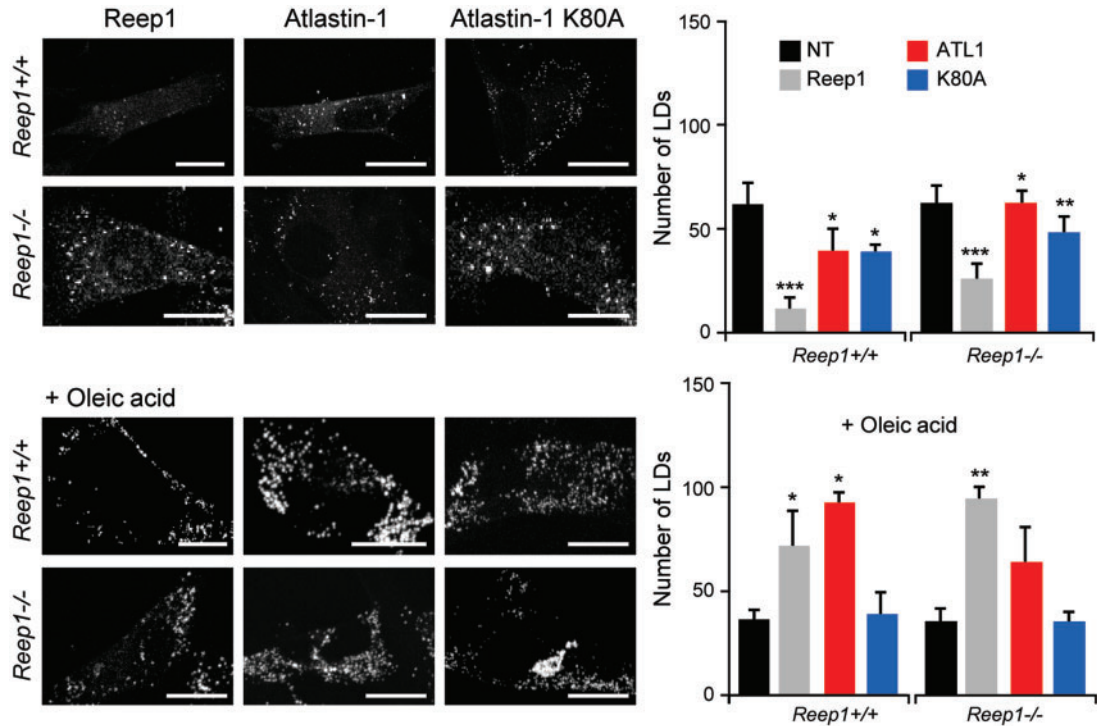 Reep1 Atlastin-1 Atlastin-1 K80A
Reep1+/+
Reep1-/-
150
100
50
0
Number of LDs
NT ATL1
Reep1 K80A
*** * * *** * **
Reep1+/+ Reep1-/-
+ Oleic acid
Reep1+/+
Reep1-/-
150
100
50
0
Number of LDs
+ Oleic acid
* * **
Reep1+/+ Reep1-/-